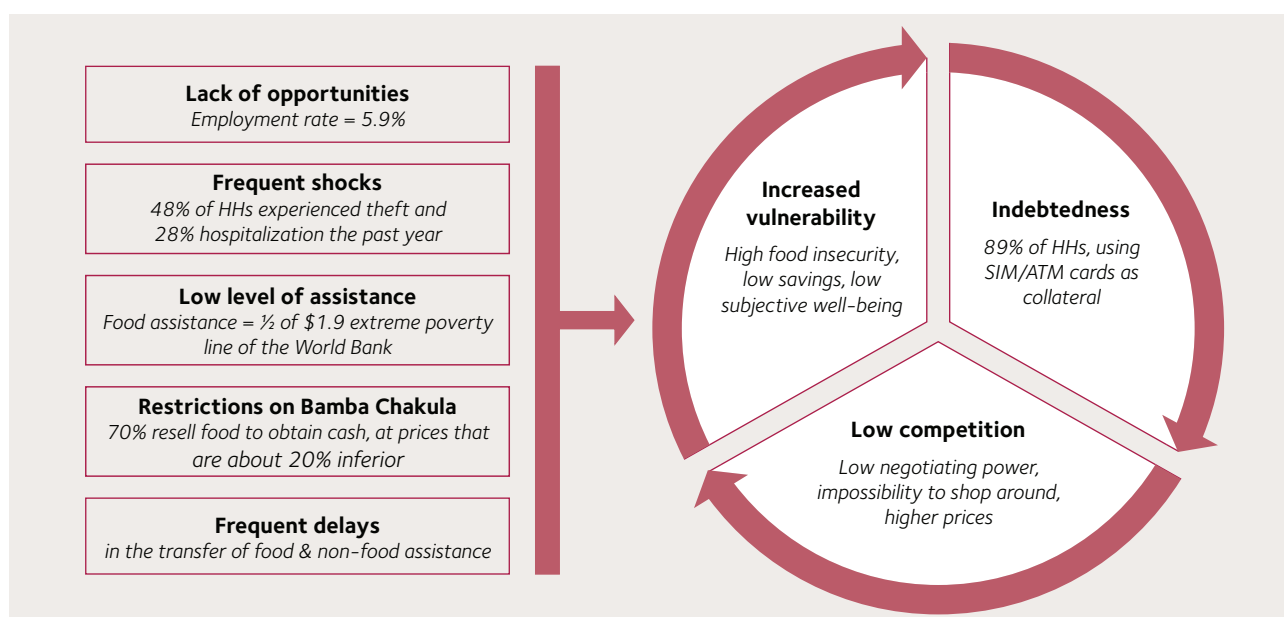 Lack of opportunities
Employment rate = 5.9%
Frequent shocks
48% of HHs experienced theft and
28% hospitalization the past year
Low level of assistance
Food assistance = ½ of $1.9 extreme poverty
line of the World Bank
Restrictions on Bamba Chakula
70% resell food to obtain cash, at prices that
are about 20% inferior
Frequent delays
in the transfer of food & non-food assistance
Increased
vulnerability
High food insecurity,
low savings, low
subjective well-being
Indebtedness
89% of HHs, using
SIM/ATM cards as
collateral
Low competition
Low negotiating power,
impossibility to shop around,
higher prices